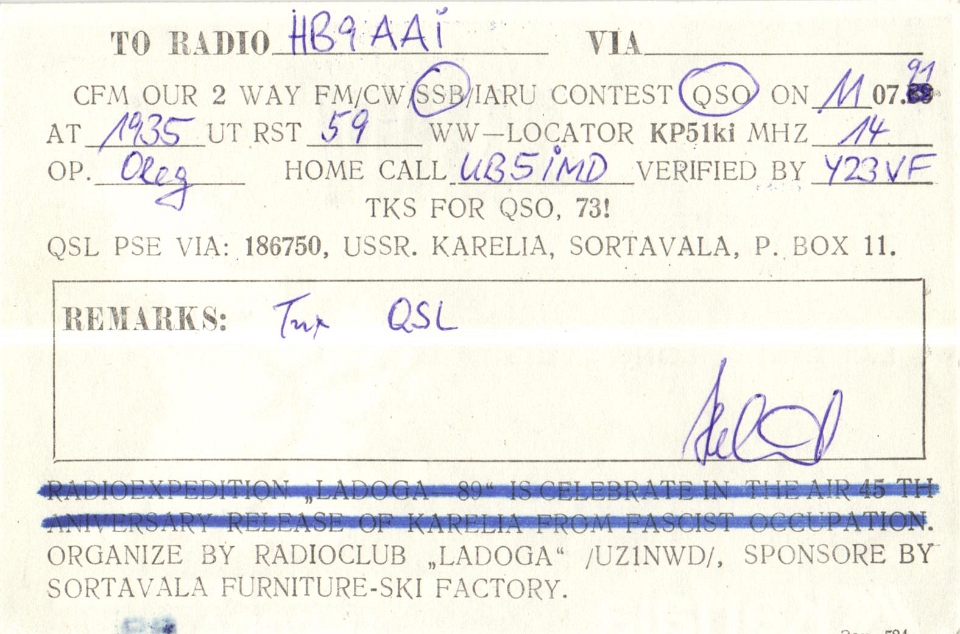 TO RADIO HB9AAi VIA
CFM OUR 2 WAY FM/CW/SSB/IARU CONTEST QSO ON 11 07.91
AT 1935 UT RST 59 WW—LOCATOR KP51ki MHZ 14
OP. Oleg HOME CALL UB5iMD VERIFIED BY Y23VF
TKS FOR QSO, 73!
QSL PSE VIA: 186750, USSR. KARELIA, SORTAVALA, P. BOX 11.
REMARKS: Tnx QSL
RADIOEXPEDITION „LADOGA—89“ IS CELEBRATE IN THE AIR 45 TH
ANIVERSARY RELEASE OF KARELIA FROM FASCIST OCCUPATION.
ORGANIZE BY RADIOCLUB „LADOGA“ /UZ1NWD/, SPONSORE BY
SORTAVALA FURNITURE-SKI FACTORY.